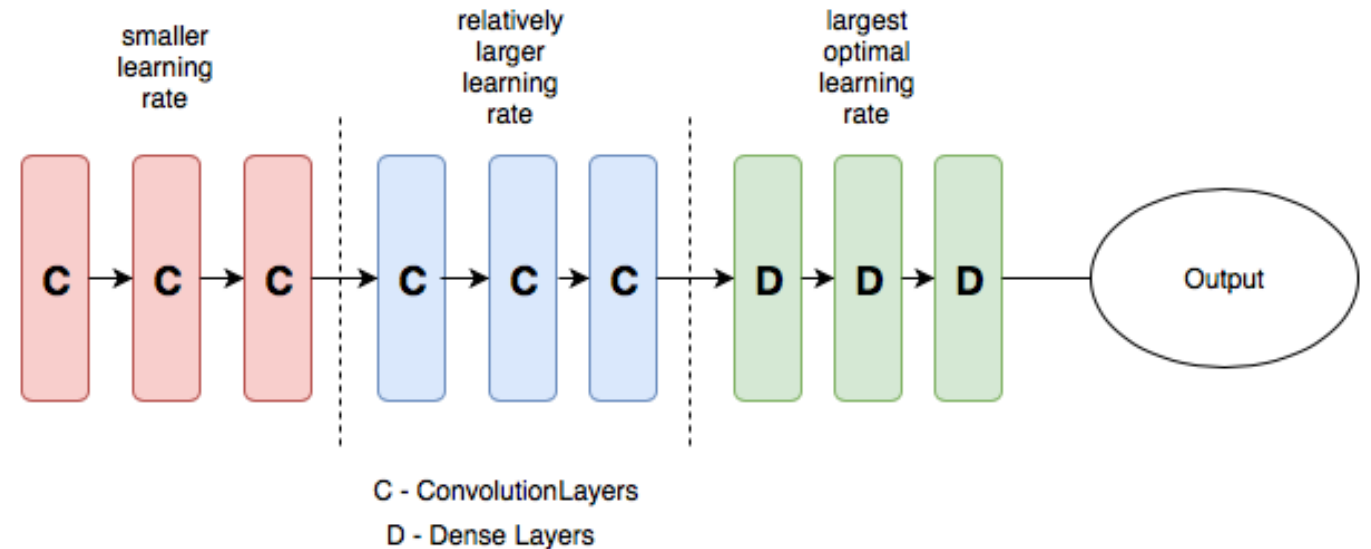 smaller
learning
rate
relatively
larger
learning
rate
largest
optimal
learning
rate
C
C
C
C
C
C
D
D
D
Output
C - ConvolutionLayers
D - Dense Layers